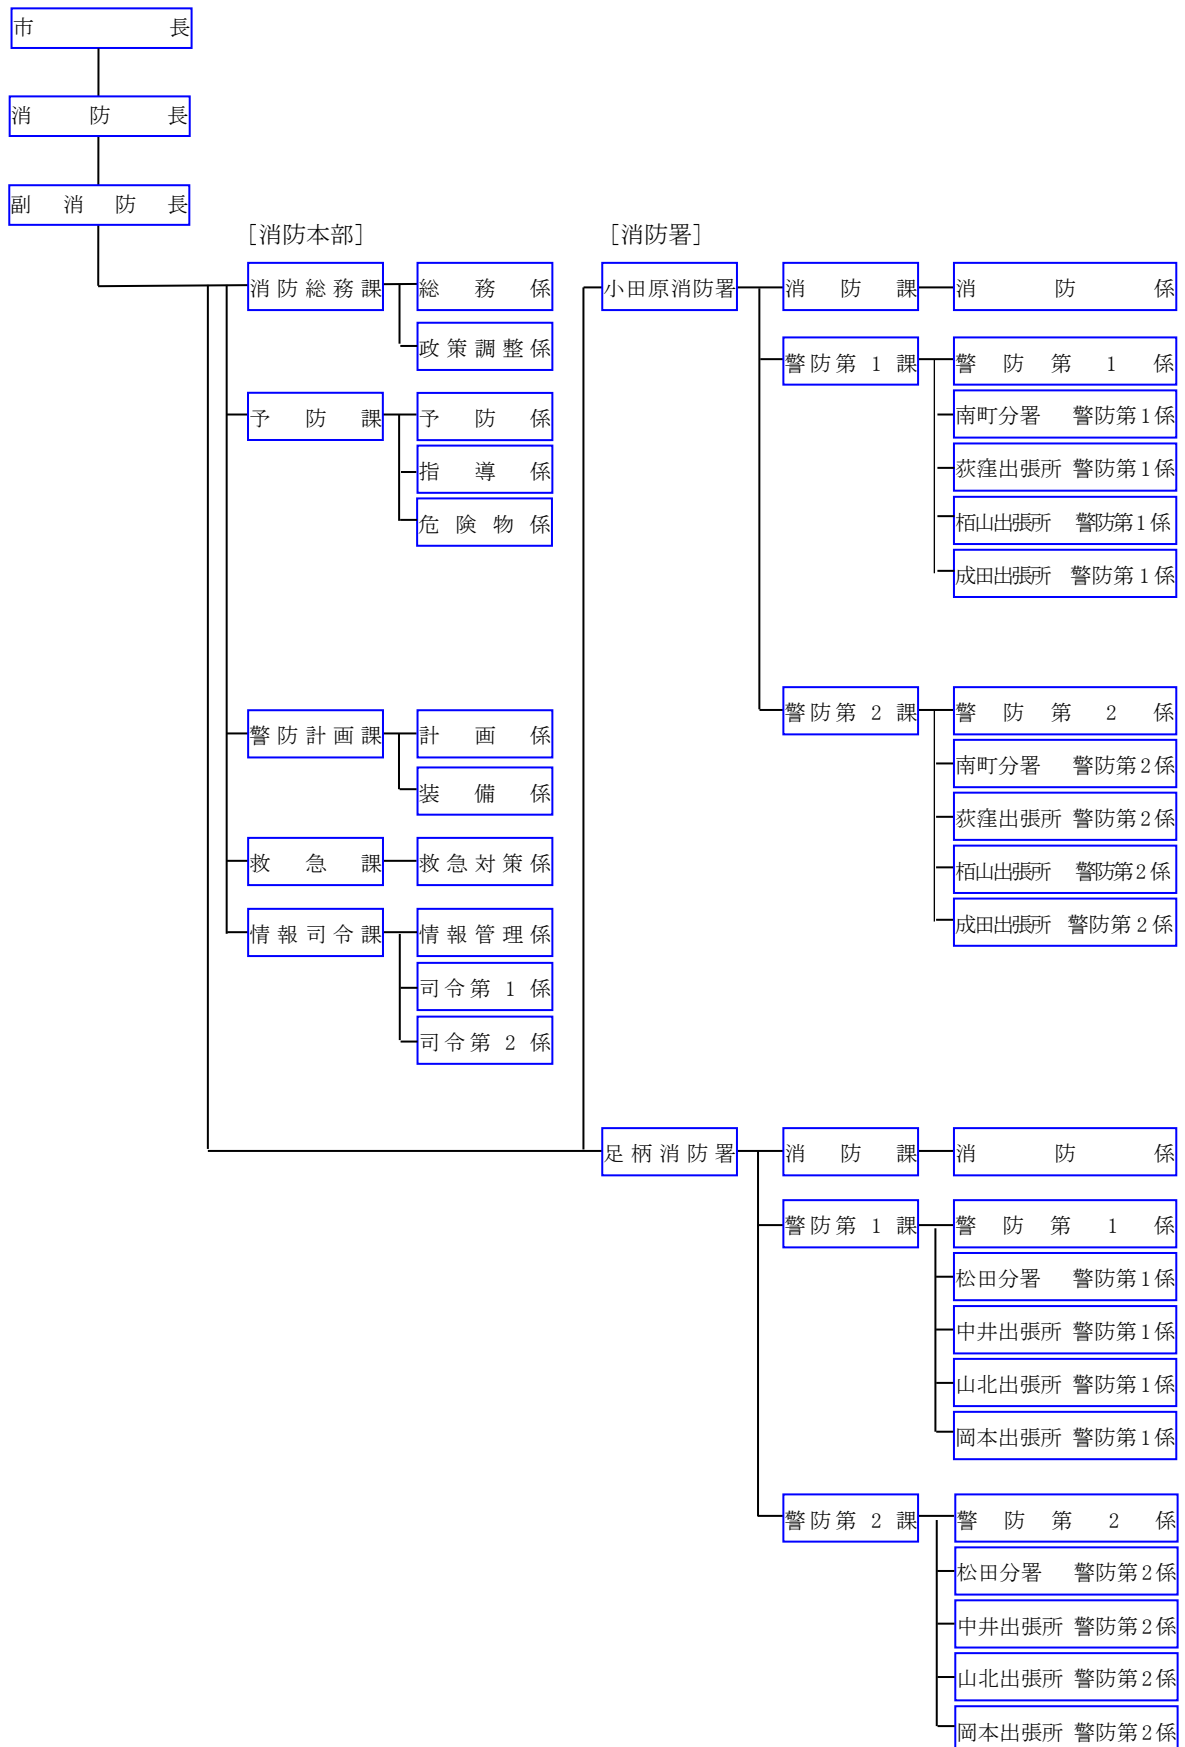 市長
消防長
副消防長
［消防本部］
消防総務課
総務係
政策調整係
予防課
予防係
指導係
危険物係
警防計画課
計画係
装備係
救急課
救急対策係
情報司令課
情報管理係
司令第1係
司令第2係
［消防署］
小田原消防署
消防課
消防係
警防第1課
警防第1係
南町分署　警防第1係
荻窪出張所 警防第1係
栢山出張所　警防第1係
成田出張所　警防第1係
警防第2課
警防第2係
南町分署　警防第2係
荻窪出張所 警防第2係
栢山出張所　警防第2係
成田出張所　警防第2係
足柄消防署
消防課
消防係
警防第1課
警防第1係
松田分署　警防第1係
中井出張所 警防第1係
山北出張所 警防第1係
岡本出張所 警防第1係
警防第2課
警防第2係
松田分署　警防第2係
中井出張所 警防第2係
山北出張所 警防第2係
岡本出張所 警防第2係